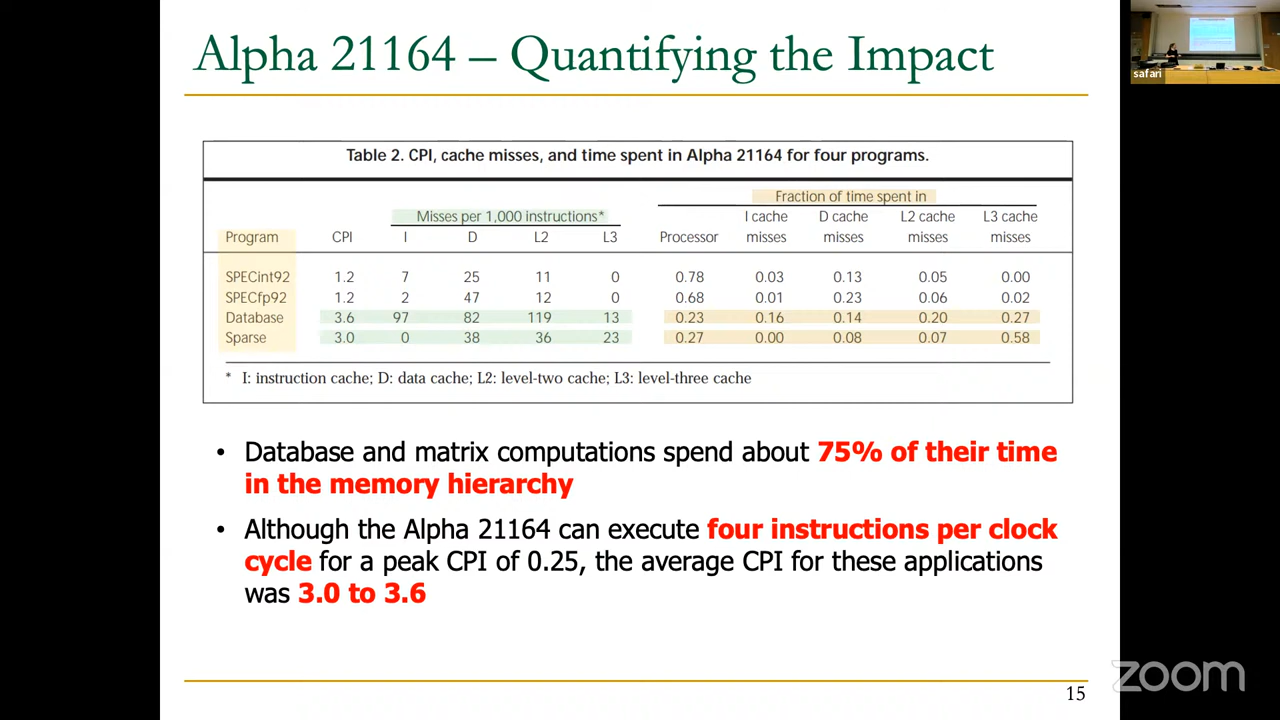 Alpha 21164 – Quantifying the Impact
safari
Table 2. CPI, cache misses, and time spent in Alpha 21164 for four programs.
Fraction of time spent in
Misses per 1,000 instructions* I cache D cache L2 cache L3 cache
Program CPI I D L2 L3 Processor misses misses misses misses
SPECint92 1.2 7 25 11 0 0.78 0.03 0.13 0.05 0.00
SPECfp92 1.2 2 47 12 0 0.68 0.01 0.23 0.06 0.02
Database 3.6 97 82 119 13 0.23 0.16 0.14 0.20 0.27
Sparse 3.0 0 38 36 23 0.27 0.00 0.08 0.07 0.58
* I: instruction cache; D: data cache; L2: level-two cache; L3: level-three cache
• Database and matrix computations spend about 75% of their time
in the memory hierarchy
• Although the Alpha 21164 can execute four instructions per clock
cycle for a peak CPI of 0.25, the average CPI for these applications
was 3.0 to 3.6
zoom
15